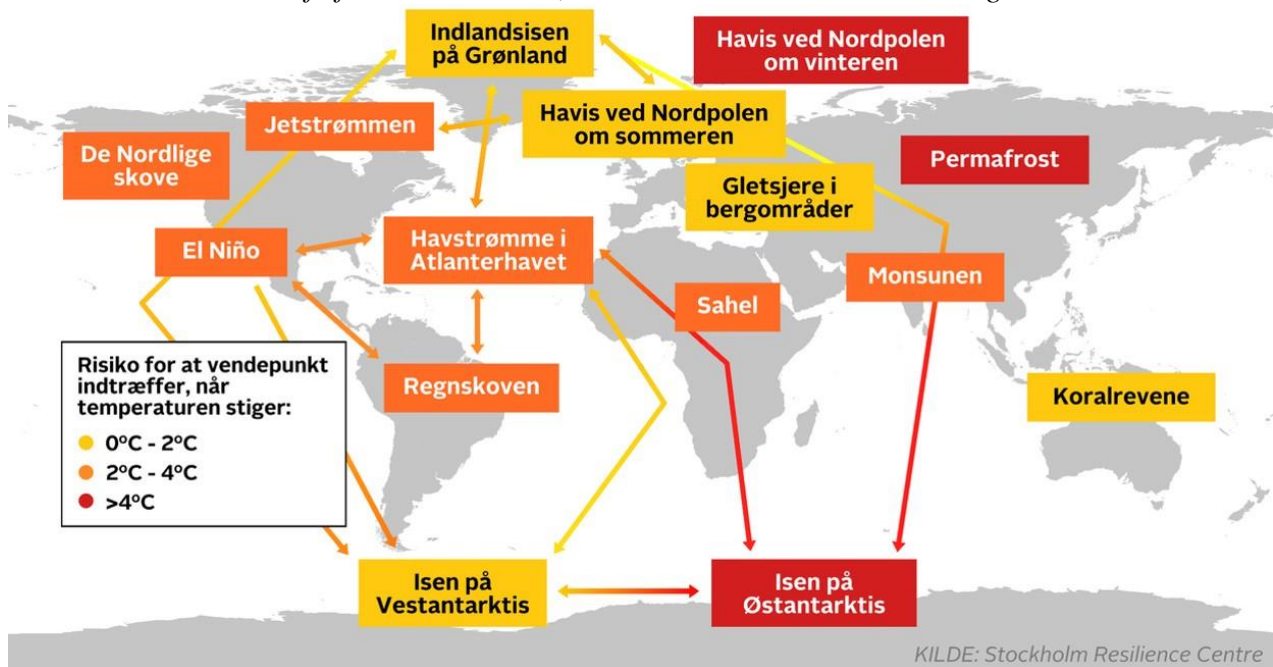 Indlandsisen
på Grønland
Havis ved Nordpolen
om vinteren
Jetstrømmen
Havis ved Nordpolen
om sommeren
De Nordlige
skove
Permafrost
Gletsjere i
bergområder
El Niño
Havstrømme i
Atlanterhavet
Monsunen
Sahel
Risiko for at vendepunkt
indtræffer, når
temperaturen stiger:
0°C - 2°C
2°C - 4°C
>4°C
Regnskoven
Koralrevene
Isen på
Vestantarktis
Isen på
Østantarktis
KILDE: Stockholm Resilience Centre